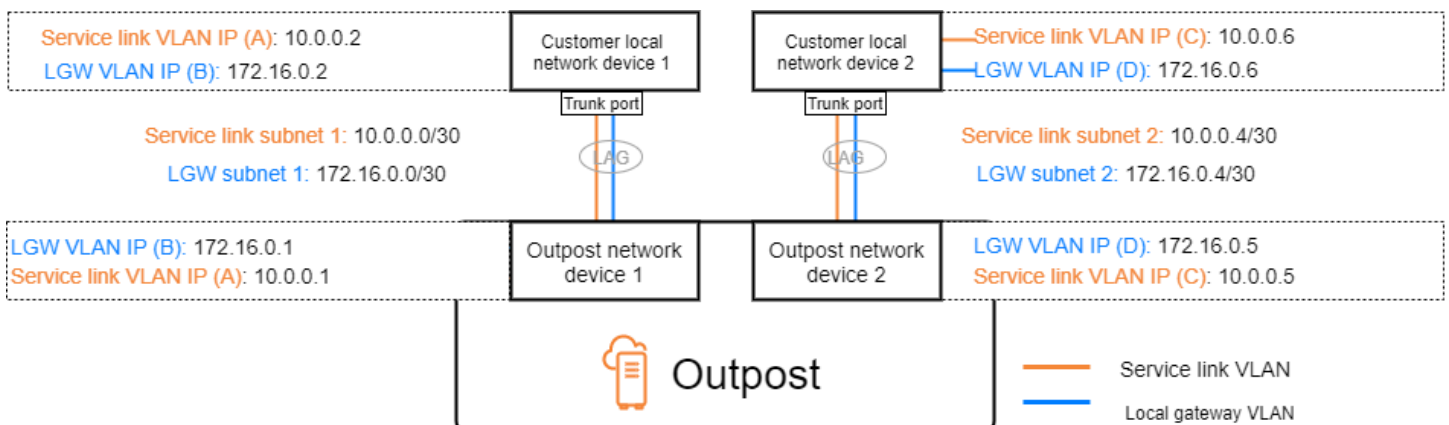 Service link VLAN IP (A): 10.0.0.2
LGW VLAN IP (B): 172.16.0.2
Customer local
network device 1
Trunk port
Customer local
network device 2
Trunk port
Service link VLAN IP (C): 10.0.0.6
LGW VLAN IP (D): 172.16.0.6
Service link subnet 1: 10.0.0.0/30
LGW subnet 1: 172.16.0.0/30
LAG
LAG
Service link subnet 2: 10.0.0.4/30
LGW subnet 2: 172.16.0.4/30
LGW VLAN IP (B): 172.16.0.1
Service link VLAN IP (A): 10.0.0.1
Outpost network
device 1
Outpost network
device 2
LGW VLAN IP (D): 172.16.0.5
Service link VLAN IP (C): 10.0.0.5
Outpost
Service link VLAN
Local gateway VLAN